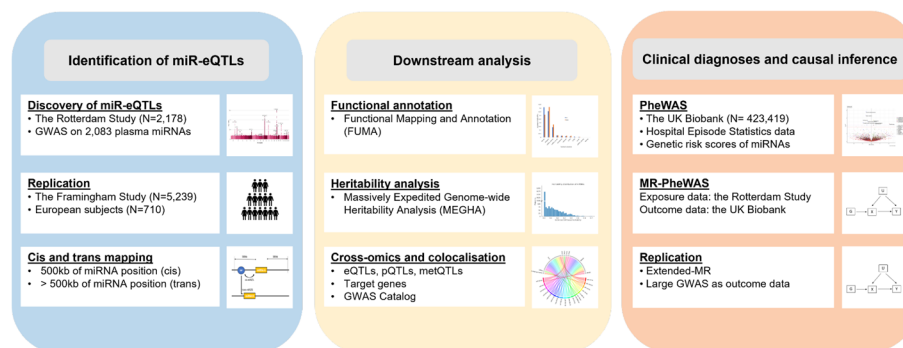 Identification of miR-eQTLs
Discovery of miR-eQTLs
• The Rotterdam Study (N=2,178)
• GWAS on 2,083 plasma miRNAs
Replication
• The Framingham Study (N=5,239)
• European subjects (N=710)
Cis and trans mapping
• 500kb of miRNA position (cis)
• > 500kb of miRNA position (trans)
Downstream analysis
Functional annotation
• Functional Mapping and Annotation
(FUMA)
Heritability analysis
• Massively Expedited Genome-wide
Heritability Analysis (MEGHA)
Cross-omics and colocalisation
• eQTLs, pQTLs, metQTLs
• Target genes
• GWAS Catalog
Clinical diagnoses and causal inference
PheWAS
• The UK Biobank (N= 423,419)
• Hospital Episode Statistics data
• Genetic risk scores of miRNAs
MR-PheWAS
Exposure data: the Rotterdam Study
Outcome data: the UK Biobank
U
G
X
Y
Replication
• Extended-MR
• Large GWAS as outcome data
U
G
X
Y